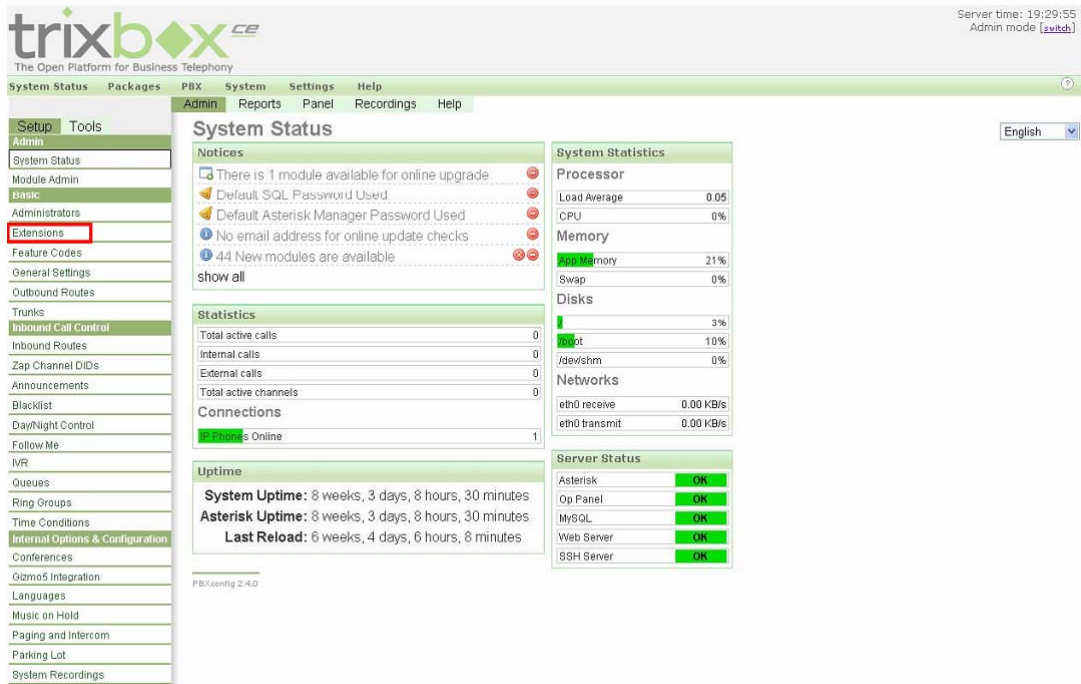 trixbox ce
The Open Platform for Business Telephony
Server time: 19:29:55
Admin mode [switch]
System Status Packages PBX System Settings Help
Admin Reports Panel Recordings Help
Setup Tools
Admin
System Status
Module Admin
Basic
Administrators
Extensions
Feature Codes
General Settings
Outbound Routes
Trunks
Inbound Call Control
Inbound Routes
Zap Channel DIDs
Announcements
Blacklist
Day/Night Control
Follow Me
IVR
Queues
Ring Groups
Time Conditions
Internal Options & Configuration
Conferences
Gizmo5 Integration
Languages
Music on Hold
Paging and Intercom
Parking Lot
System Recordings
System Status
English
Notices
There is 1 module available for online upgrade
Default SQL Password Used
Default Asterisk Manager Password Used
No email address for online update checks
44 New modules are available
show all
Statistics
Total active calls 0
Internal calls 0
External calls 0
Total active channels 0
Connections
IP Phones Online 1
Uptime
System Uptime: 8 weeks, 3 days, 8 hours, 30 minutes
Asterisk Uptime: 8 weeks, 3 days, 8 hours, 30 minutes
Last Reload: 6 weeks, 4 days, 6 hours, 8 minutes
PBXconfig 2.4.0
System Statistics
Processor
Load Average 0.05
CPU 0%
Memory
App Memory 21%
Swap 0%
Disks
/ 3%
/boot 10%
/dev/shm 0%
Networks
eth0 receive 0.00 KB/s
eth0 transmit 0.00 KB/s
Server Status
Asterisk OK
Op Panel OK
MySQL OK
Web Server OK
SSH Server OK